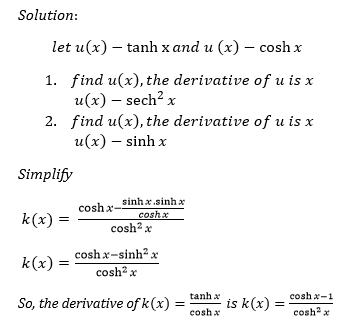 Solution:
let u(x) – tanh x and u (x) – cosh x
1. find u(x), the derivative of u is x
u(x) – sech² x
2. find u(x), the derivative of u is x
u(x) – sinh x
Simplify
k(x) = (cosh x – (sinh x . sinh x)/(cosh x))/(cosh² x)
k(x) = (cosh x – sinh² x)/(cosh² x)
So, the derivative of k(x) = (tanh x)/(cosh x) is k(x) = (cosh x – 1)/(cosh² x)